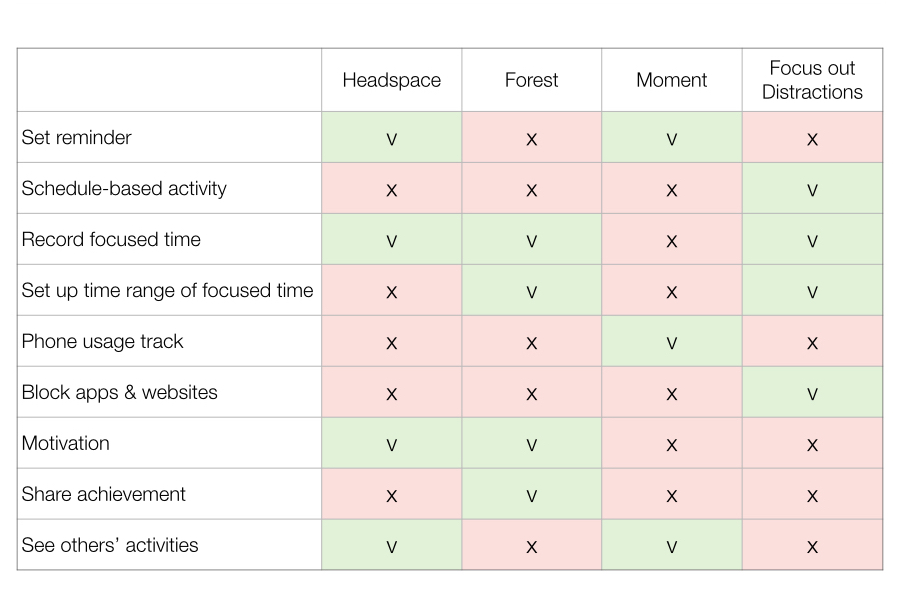 Headspace Forest Moment Focus out
Distractions
Set reminder V X V X
Schedule-based activity X X X V
Record focused time V V X V
Set up time range of focused time X V X V
Phone usage track X X V X
Block apps & websites X X X V
Motivation V V X X
Share achievement X V X X
See others’ activities V X V X